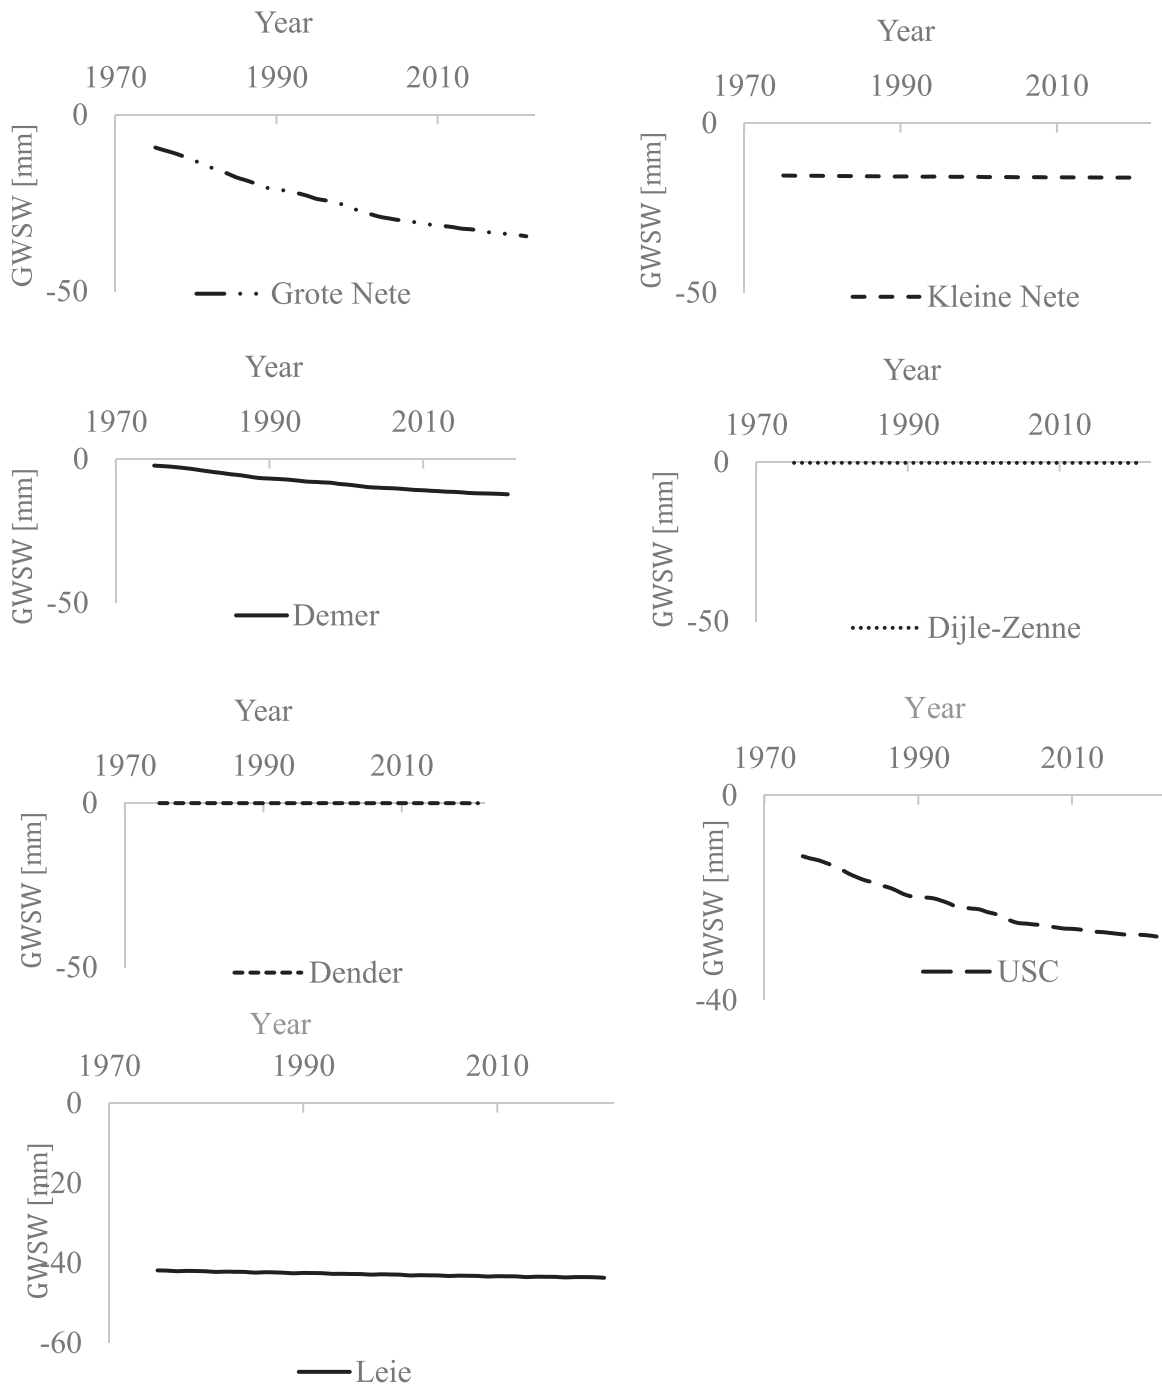 Year
1970 1990 2010
0
GWSW [mm]
-50
Grote Nete
Year
1970 1990 2010
0
GWSW [mm]
-50
Kleine Nete
Year
1970 1990 2010
0
GWSW [mm]
-50
Demer
Year
1970 1990 2010
0
GWSW [mm]
-50
Dijle-Zenne
Year
1970 1990 2010
0
GWSW [mm]
-50
Dender
Year
1970 1990 2010
0
GWSW [mm]
-40
USC
Year
1970 1990 2010
0
GWSW [mm]
-20
-40
-60
Leie